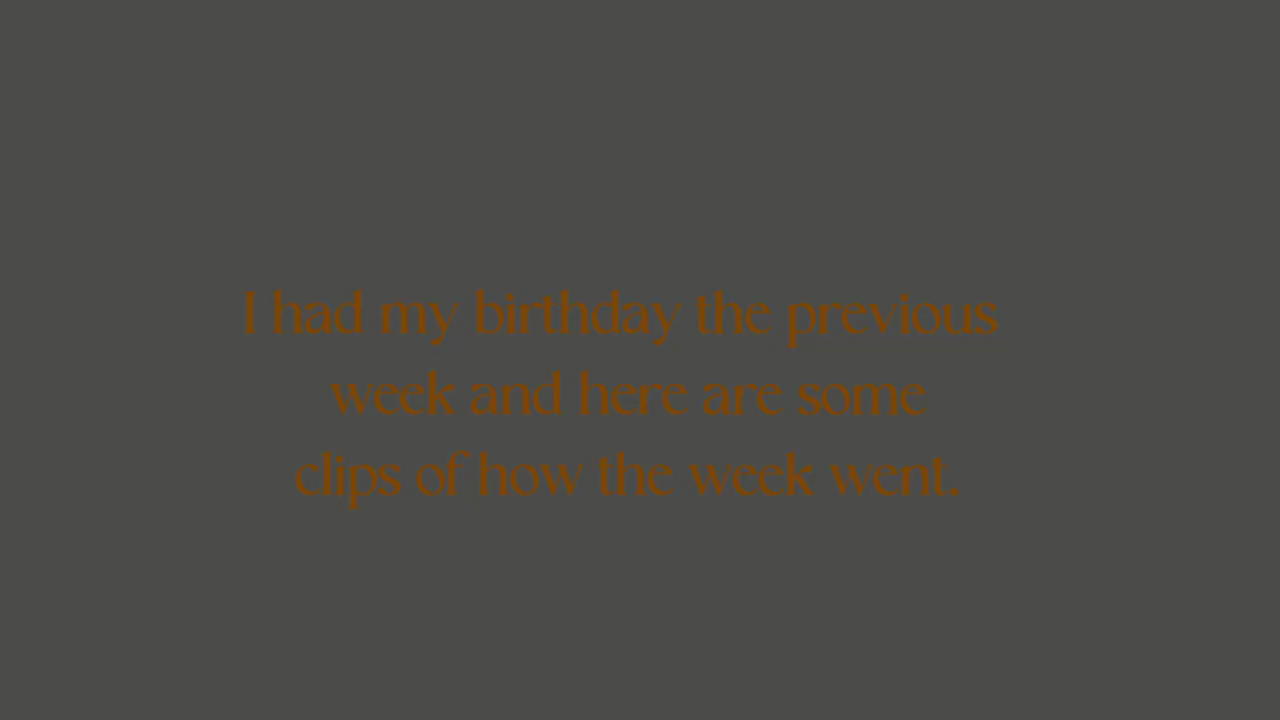 I had my birthday the previous
week and here are some
clips of how the week went.